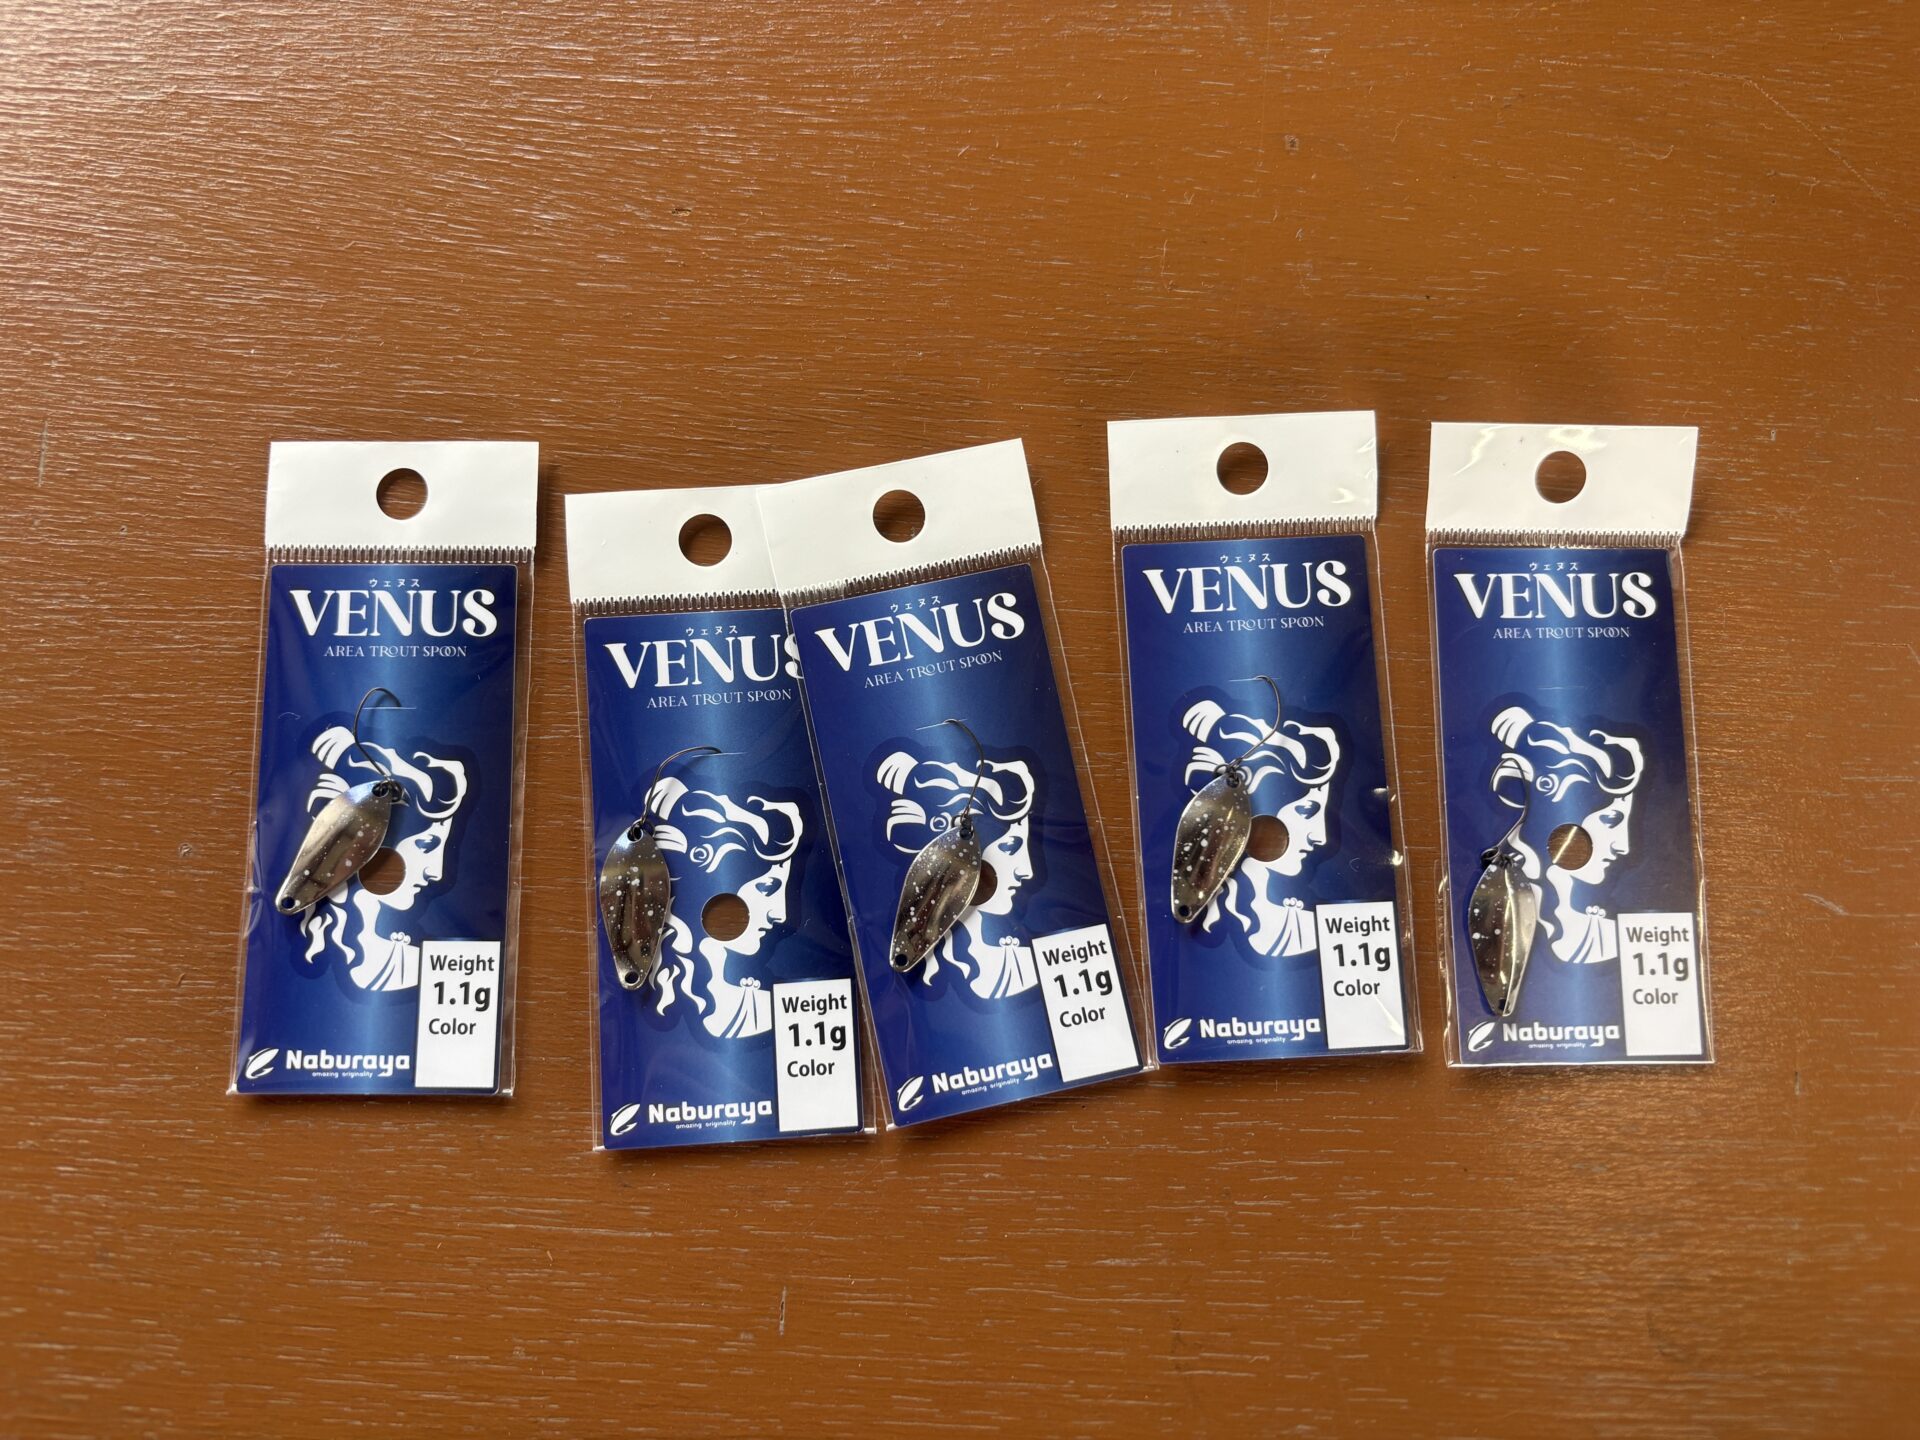 ウェヌス
VENUS
AREA TROUT SPOON
Weight
1.1g
Color
Naburaya
amazing originality
ウェヌス
VENUS
AREA TROUT SPOON
Weight
1.1g
Color
Naburaya
amazing originality
ウェヌス
VENUS
AREA TROUT SPOON
Weight
1.1g
Color
Naburaya
amazing originality
ウェヌス
VENUS
AREA TROUT SPOON
Weight
1.1g
Color
Naburaya
amazing originality
ウェヌス
VENUS
AREA TROUT SPOON
Weight
1.1g
Color
Naburaya
amazing originality